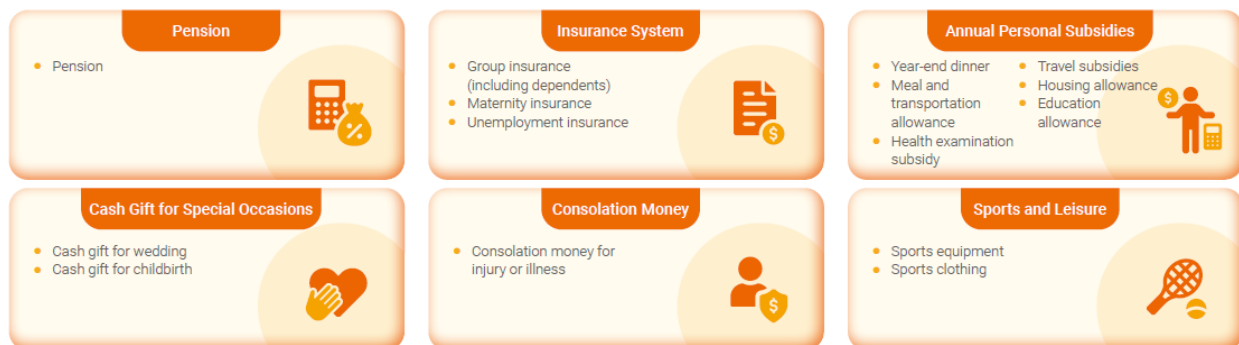 Pension
Pension
Insurance System
Group insurance
(including dependents)
Maternity insurance
Unemployment insurance
Annual Personal Subsidies
Year-end dinner
Meal and
transportation
allowance
Health examination
subsidy
Travel subsidies
Housing allowance
Education
allowance
Cash Gift for Special Occasions
Cash gift for wedding
Cash gift for childbirth
Consolation Money
Consolation money for
injury or illness
Sports and Leisure
Sports equipment
Sports clothing